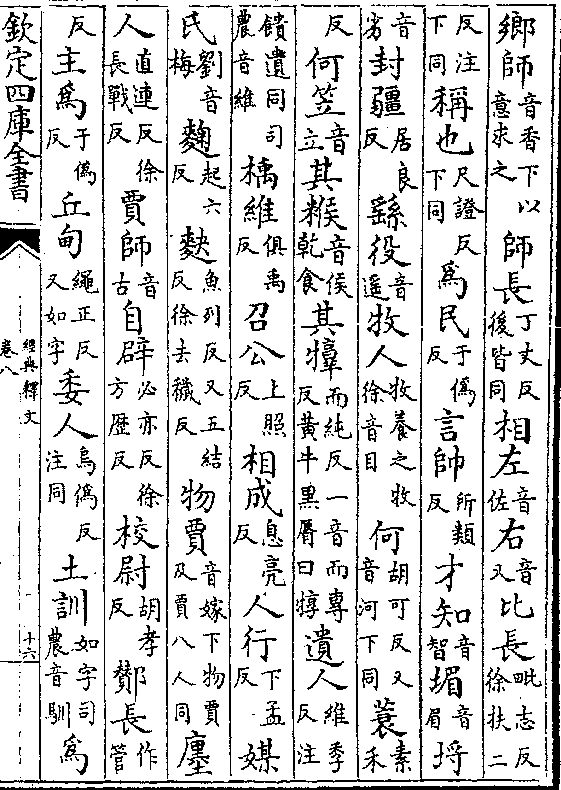 鄉師音香下以意求之師長丁丈反後皆同相左音佐右音又比長毗志反徐扶二
反注下同稱也尺證反下同爲民于僞反言帥所類反才知音智堳音眉埒
音劣封疆居良反繇役音遥牧人牧養之牧徐音目何胡可反又音河下同蓑素禾
反何笠音立其糇音侯乾食其犉而純反一音而專反黃牛黑脣曰犉遺人維季反注
饋遺同司農音維楀維俱禹反召公上照反相成息亮反人行下孟反媒
氏劉音梅麴起六反麩魚列反又五結反徐去穢反物賈音嫁下物賈及賈八人同廛
人直連反徐長戰反賈師音古自辟必亦反徐方歷反校尉胡孝反酇長作管
反主爲于僞反丘甸繩正反又如字委人烏僞反注同土訓如字司農音馴爲
欽定四庫全書
經典釋文
卷八
十六